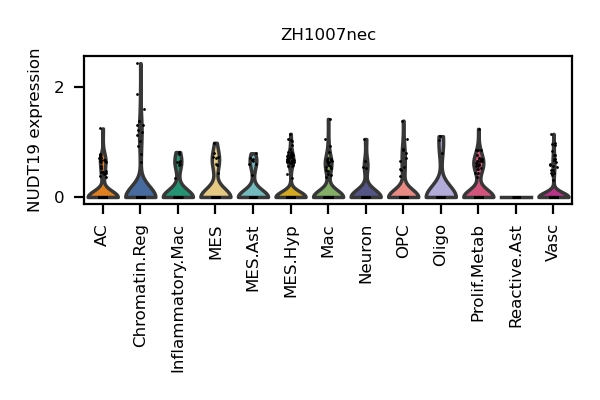 ZH1007nec
NUDT19 expression
2
0
AC
Chromatin.Reg
Inflammatory.Mac
MES
MES.Ast
MES.Hyp
Mac
Neuron
OPC
Oligo
Prolif.Metab
Reactive.Ast
Vasc